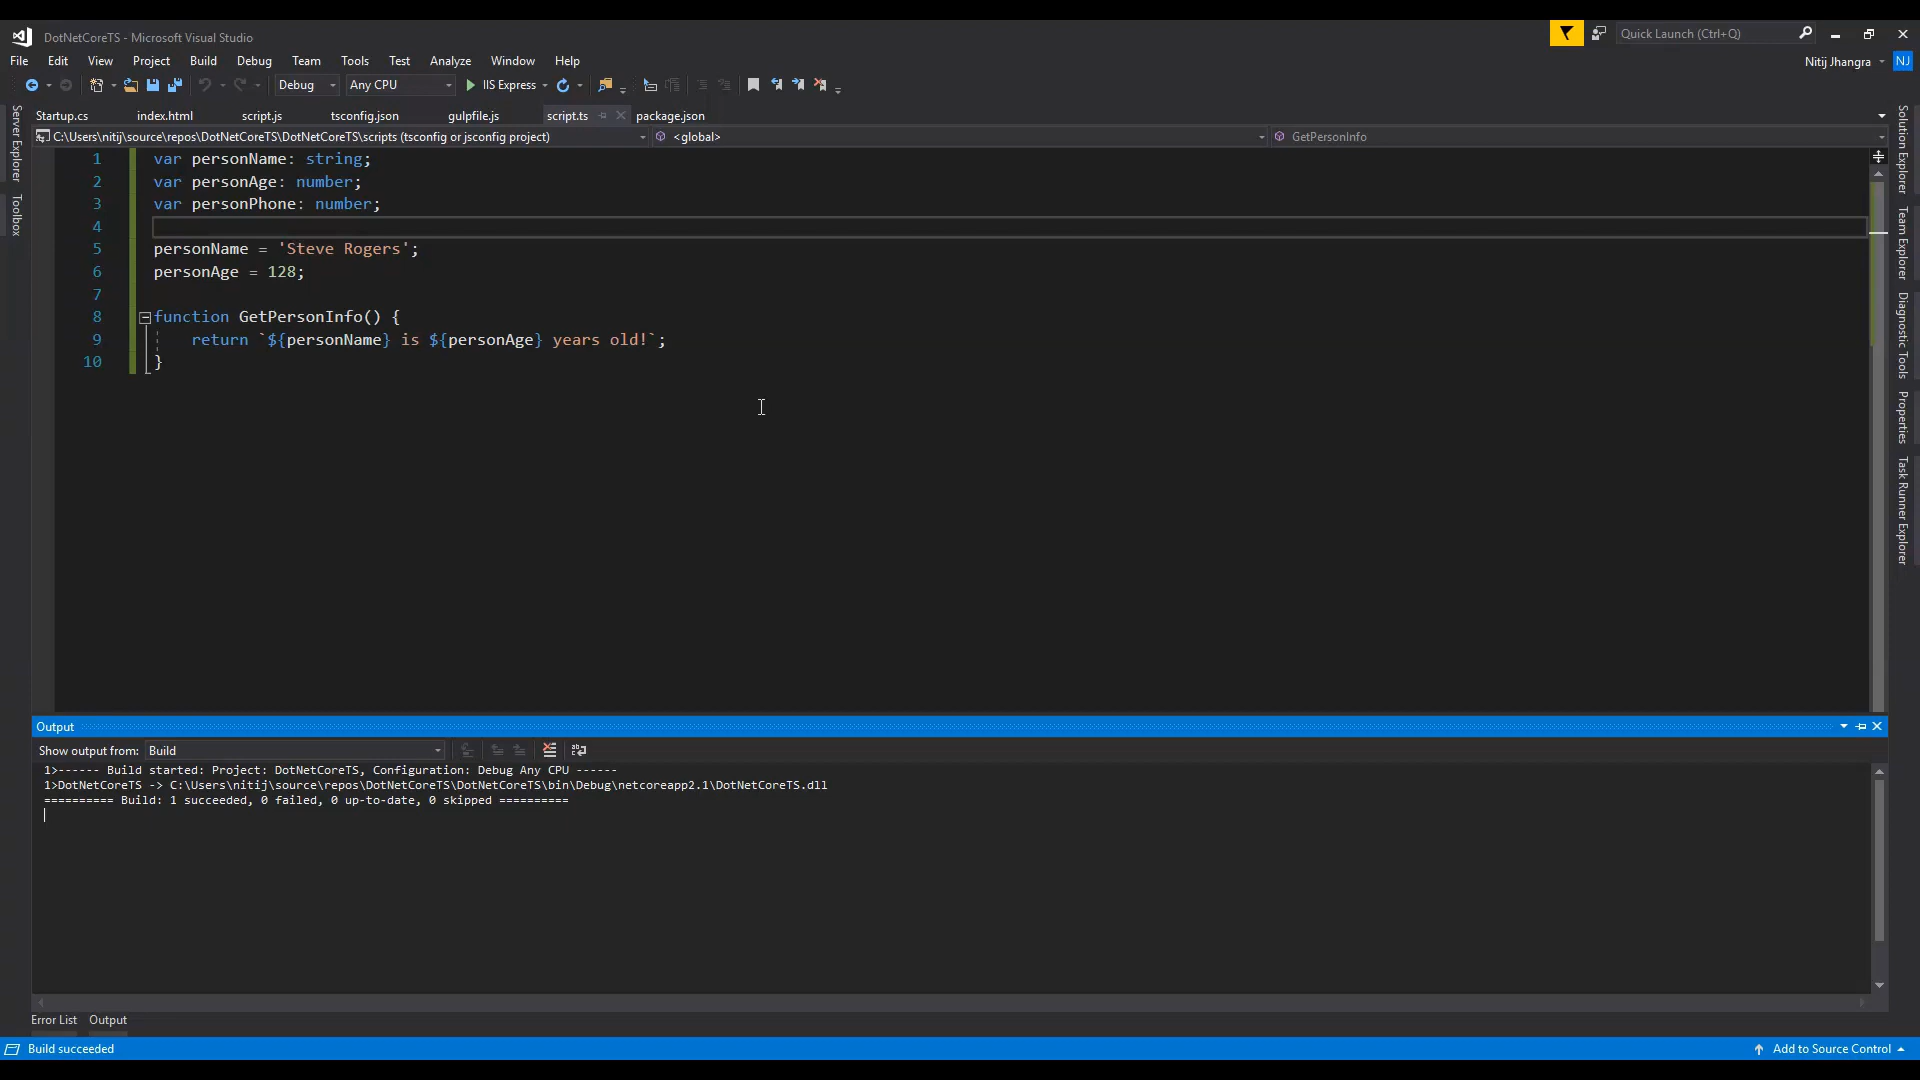 DotNetCoreTS - Microsoft Visual Studio
Quick Launch (Ctrl+Q)
File Edit View Project Build Debug Team Tools Test Analyze Window Help
Nitij Jhangra NJ
Debug Any CPU IIS Express
Startup.cs index.html script.js tsconfig.json gulpfile.js script.ts package.json
C:\Users\nitij\source\repos\DotNetCoreTS\DotNetCoreTS\scripts (tsconfig or jsconfig project) <global> GetPersonInfo
Server Explorer
Toolbox
1 var personName: string;
2 var personAge: number;
3 var personPhone: number;
4
5 personName = 'Steve Rogers';
6 personAge = 128;
7
8 function GetPersonInfo() {
9 return `${personName} is ${personAge} years old!`;
10 }
Solution Explorer
Team Explorer
Diagnostic Tools
Properties
Task Runner Explorer
Output
Show output from: Build
1>------ Build started: Project: DotNetCoreTS, Configuration: Debug Any CPU ------
1>DotNetCoreTS -> C:\Users\nitij\source\repos\DotNetCoreTS\DotNetCoreTS\bin\Debug\netcoreapp2.1\DotNetCoreTS.dll
========== Build: 1 succeeded, 0 failed, 0 up-to-date, 0 skipped ==========
Error List Output
Build succeeded
Add to Source Control